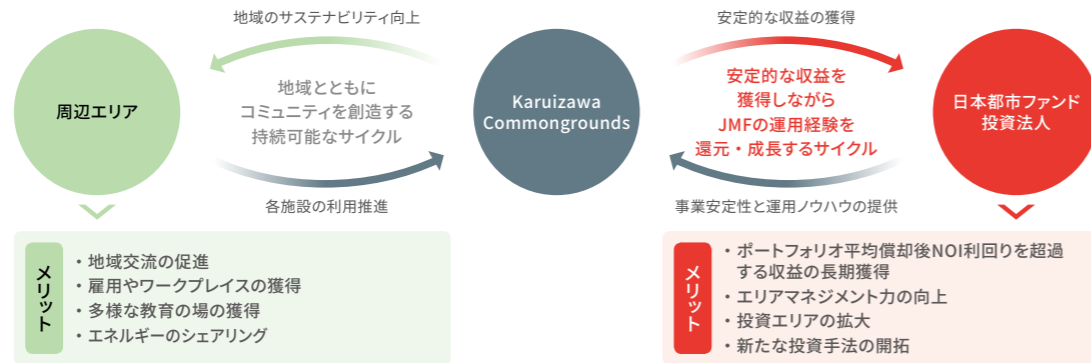 地域のサステナビリティ向上
安定的な収益の獲得
周辺エリア
地域とともに
コミュニティを創造する
持続可能なサイクル
Karuizawa
Commongrounds
安定的な収益を
獲得しながら
JMFの運用経験を
還元・成長するサイクル
日本都市ファンド
投資法人
各施設の利用推進
事業安定性と運用ノウハウの提供
メリット
・地域交流の促進
・雇用やワークプレイスの獲得
・多様な教育の場の獲得
・エネルギーのシェアリング
メリット
・ポートフォリオ平均償却後NOI利回りを超過
する収益の長期獲得
・エリアマネジメント力の向上
・投資エリアの拡大
・新たな投資手法の開拓